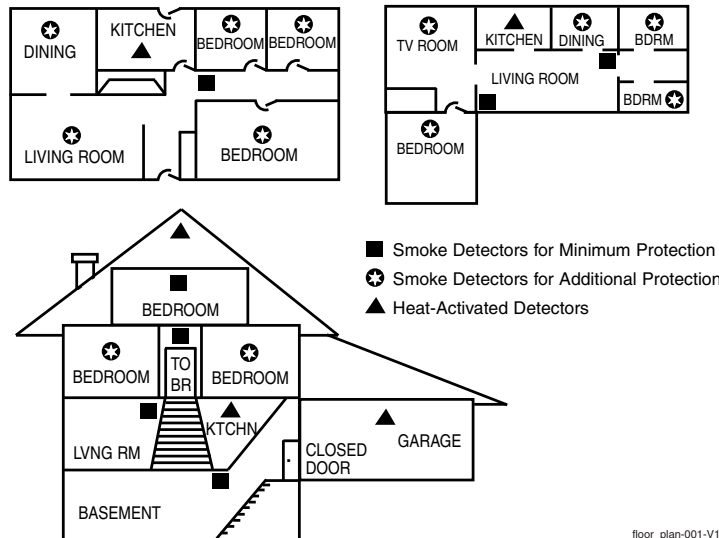 DINING
KITCHEN
BEDROOM
BEDROOM
LIVING ROOM
BEDROOM
TV ROOM
KITCHEN
DINING
BDRM
LIVING ROOM
BDRM
BEDROOM
Smoke Detectors for Minimum Protection
Smoke Detectors for Additional Protection
Heat-Activated Detectors
BEDROOM
BEDROOM
TO
BR
BEDROOM
LVNG RM
KTCHN
CLOSED
DOOR
GARAGE
BASEMENT
floor_plan-001-V1